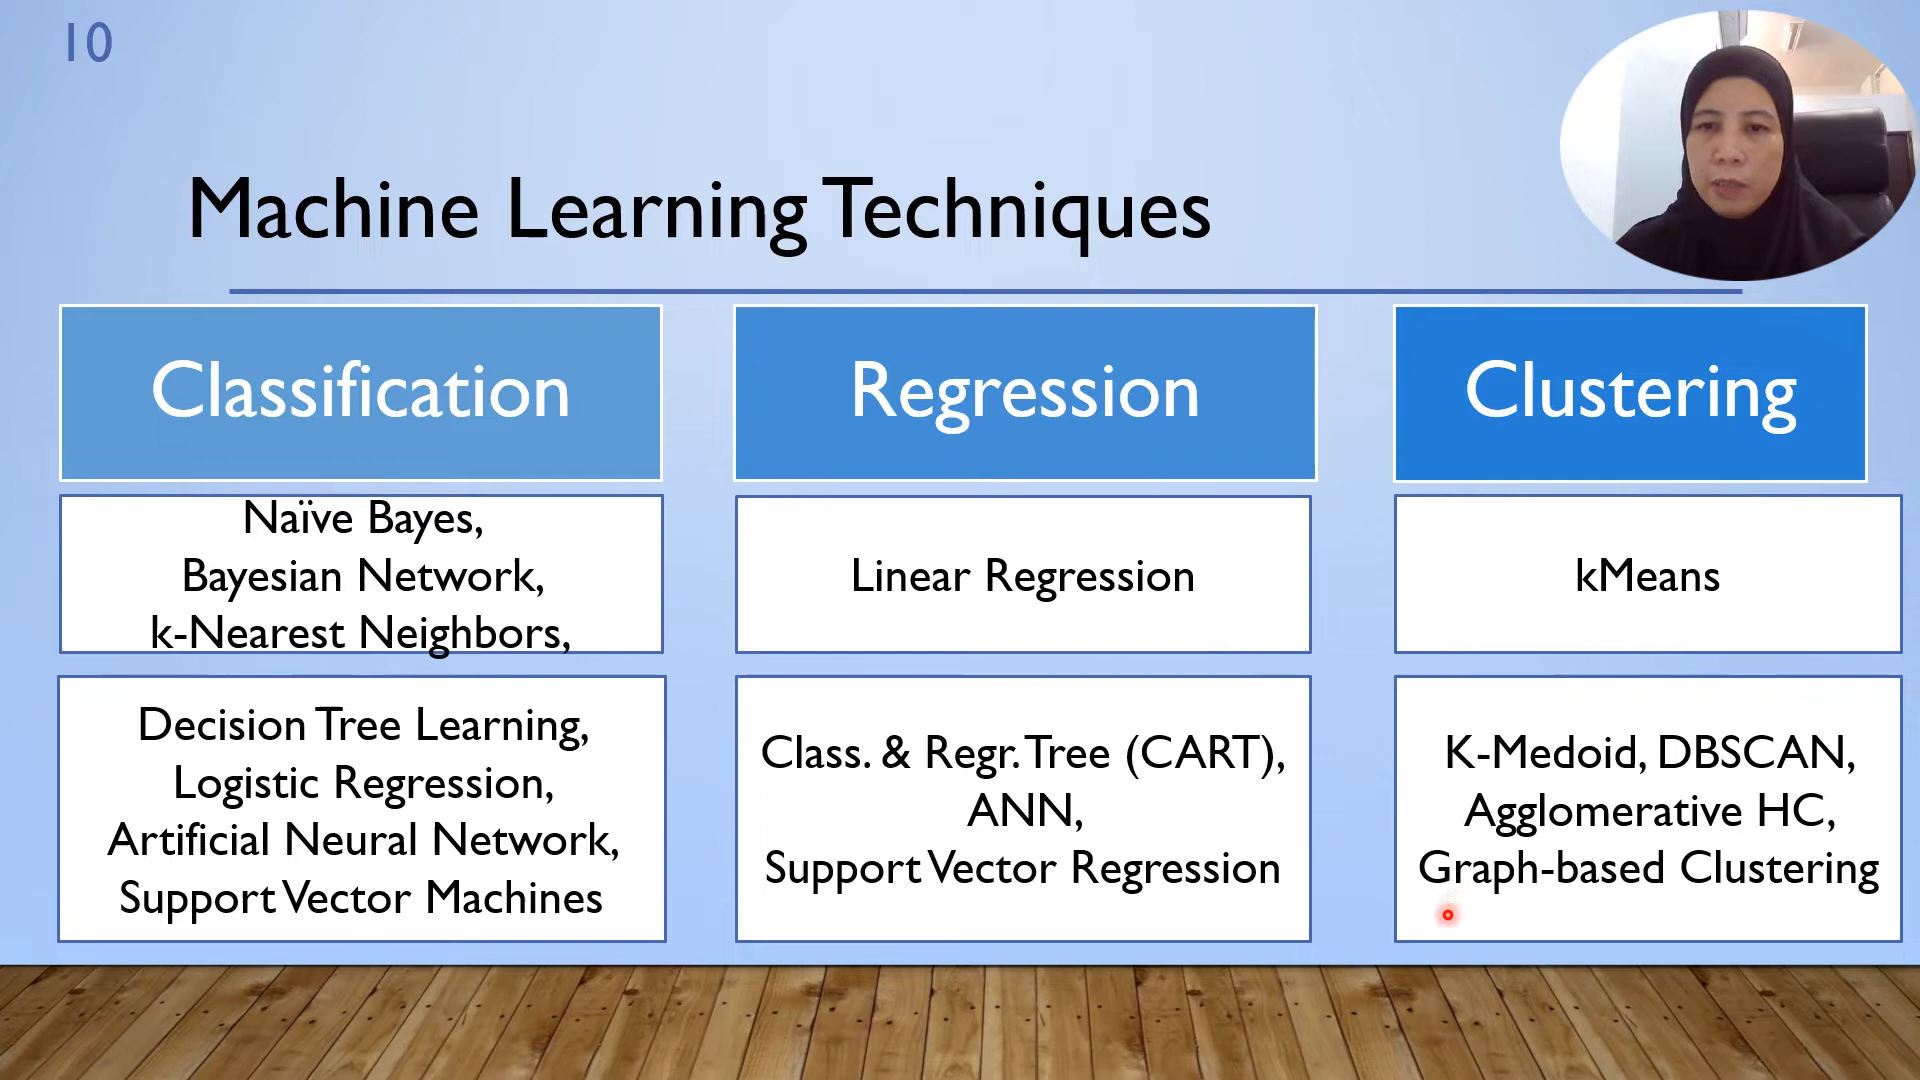 10
Machine Learning Techniques
Classification
Regression
Clustering
Naïve Bayes,
Bayesian Network,
k-Nearest Neighbors,
Linear Regression
kMeans
Decision Tree Learning,
Logistic Regression,
Artificial Neural Network,
Support Vector Machines
Class. & Regr. Tree (CART),
ANN,
Support Vector Regression
K-Medoid, DBSCAN,
Agglomerative HC,
Graph-based Clustering